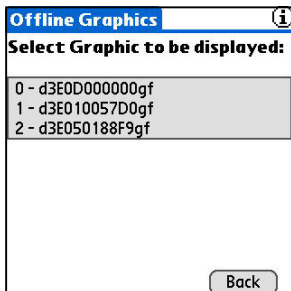 Offline Graphics
Select Graphic to be displayed:
0 - d3E0D000000gf
1 - d3E010057D0gf
2 - d3E050188F9gf
Back